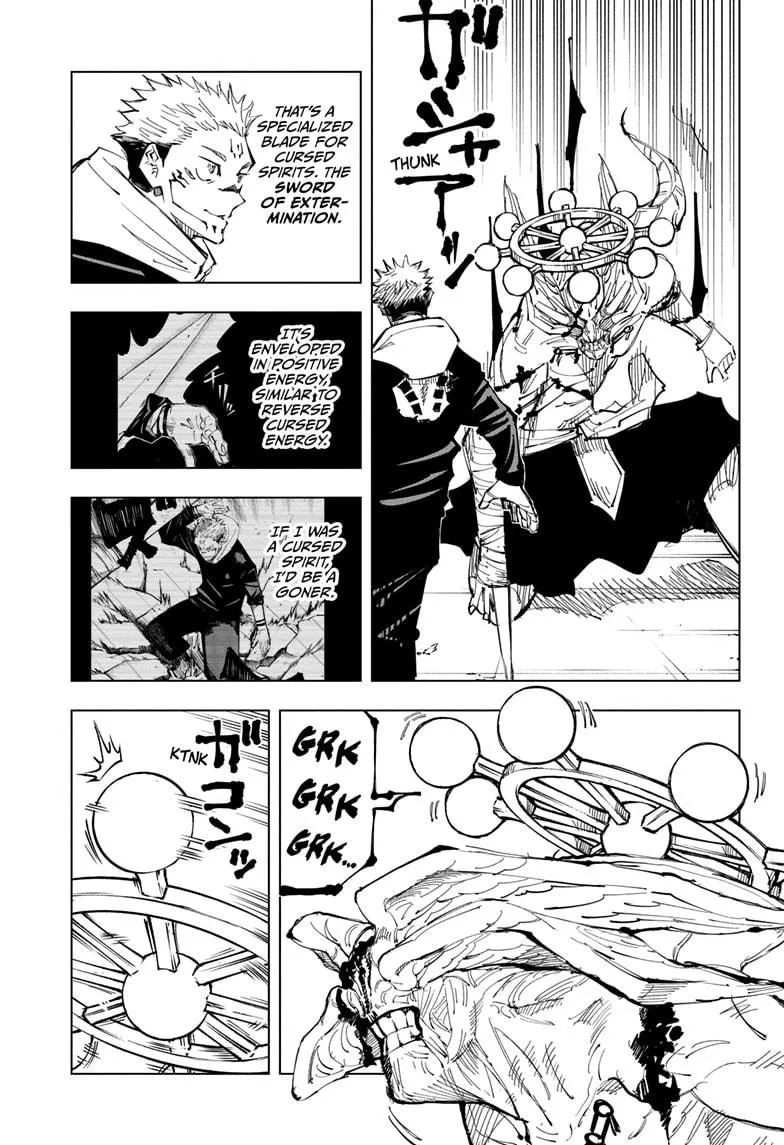 ガシャアッ
THUNK
THAT'S A
SPECIALIZED
BLADE FOR
CURSED
SPIRITS. THE
SWORD
OF EXTER-
MINATION.
IT'S
ENVELOPED
IN POSITIVE
ENERGY,
SIMILAR TO
REVERSE
CURSED
ENERGY.
IF I WAS
A CURSED
SPIRIT,
I'D BE A
GONER.
GRK
GRK
GRK...
ガコンッ
KTNK